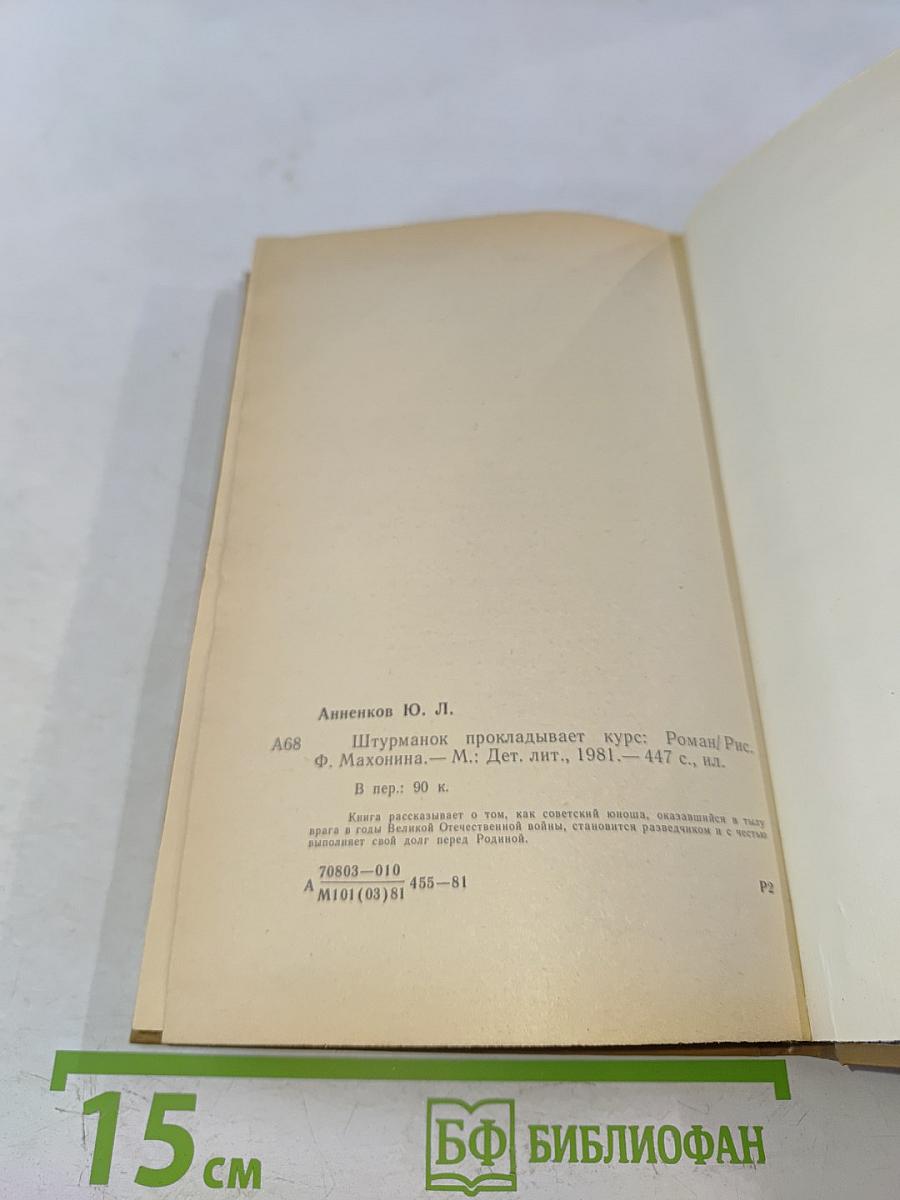 Анненков Ю. Л.
А68 Штурманок прокладывает курс: Роман/Рис.
Ф. Махонина.— М.: Дет. лит., 1981.— 447 с., ил.
В пер.: 90 к.
Книга рассказывает о том, как советский юноша, оказавшийся в тылу
врага в годы Великой Отечественной войны, становится разведчиком и с честью
выполняет свой долг перед Родиной.
А 70803—010 455—81
М101(03)81
Р2
15 см
БФ БИБЛИОФАН